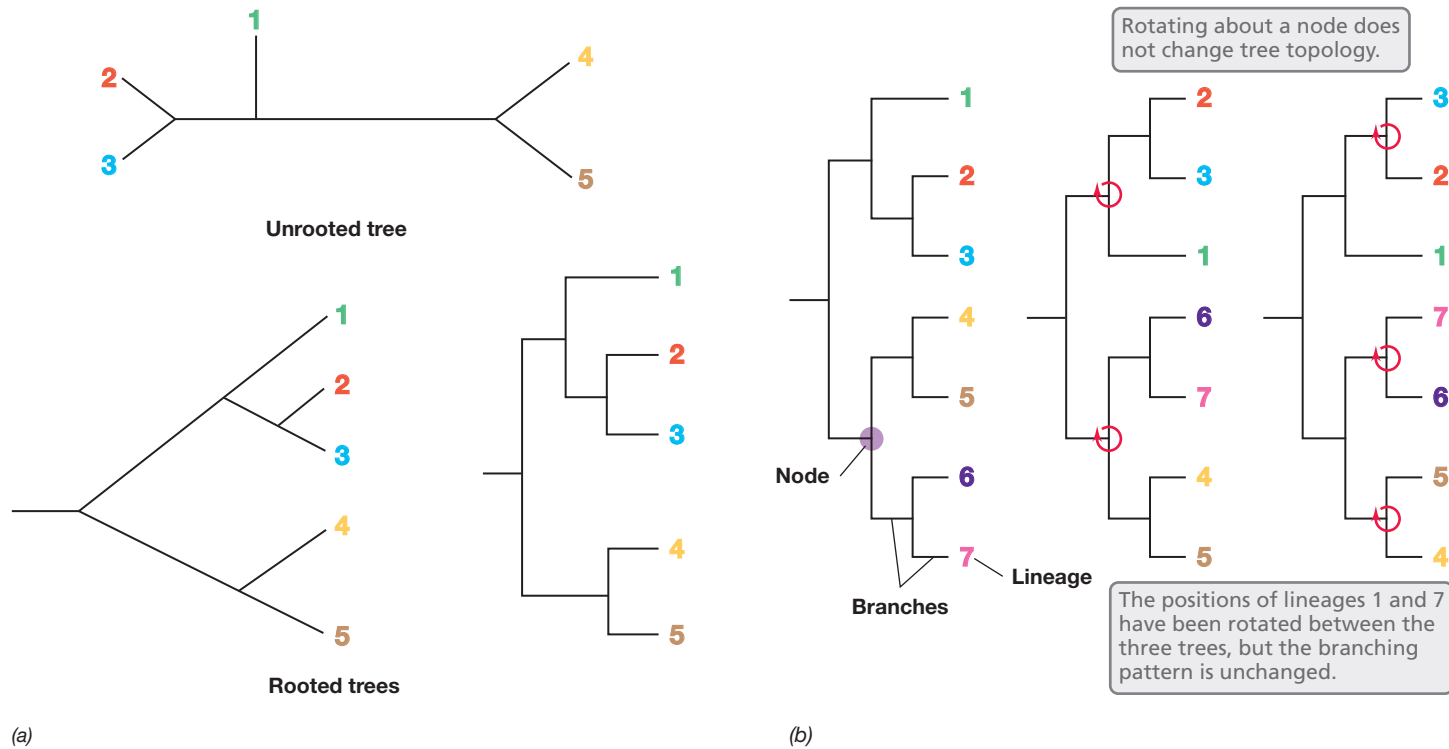 1
2
3
4
5
Unrooted tree
1
2
3
4
5
1
2
3
4
5
Rooted trees
(a)
Rotating about a node does
not change tree topology.
1
2
3
4
5
6
7
Node
Branches
Lineage
2
3
1
6
7
4
5
3
2
1
7
6
5
4
The positions of lineages 1 and 7
have been rotated between the
three trees, but the branching
pattern is unchanged.
(b)